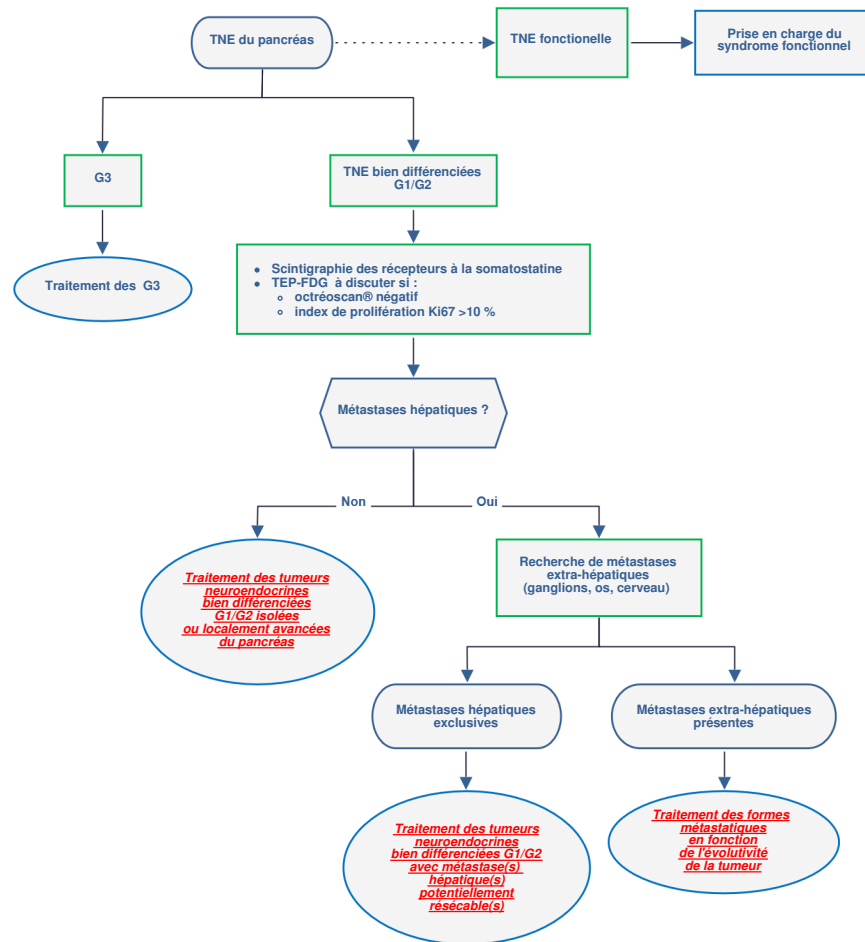 TNE du pancréas
TNE fonctionelle
Prise en charge du
syndrome fonctionnel
G3
TNE bien différenciées
G1/G2
Traitement des G3
• Scintigraphie des récepteurs à la somatostatine
• TEP-FDG à discuter si :
○ octréoscan® négatif
○ index de prolifération Ki67 >10 %
Métastases hépatiques ?
Non
Oui
Traitement des tumeurs
neuroendocrines
bien différenciées
G1/G2 isolées
ou localement avancées
du pancréas
Recherche de métastases
extra-hépatiques
(ganglions, os, cerveau)
Métastases hépatiques
exclusives
Métastases extra-hépatiques
présentes
Traitement des tumeurs
neuroendocrines
bien différenciées G1/G2
avec métastase(s)
hépatique(s)
potentiellement
résécable(s)
Traitement des formes
métastatiques
en fonction
de l'évolutivité
de la tumeur